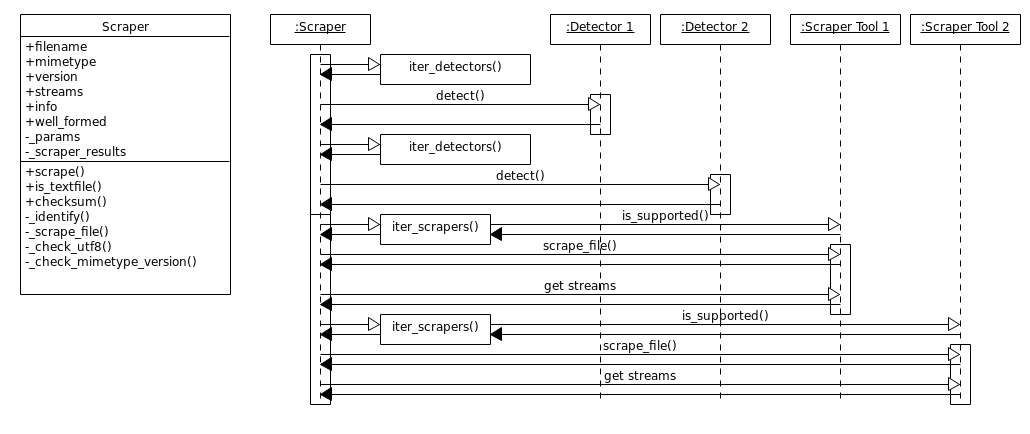 Scraper
+filename
+mimetype
+version
+streams
+info
+well_formed
-_params
-_scraper_results
+scrape()
+is_textfile()
+checksum()
-_identify()
-_scrape_file()
-_check_utf8()
-_check_mimetype_version()
:Scraper
:Detector 1
:Detector 2
:Scraper Tool 1
:Scraper Tool 2
iter_detectors()
detect()
iter_detectors()
detect()
is_supported()
iter_scrapers()
scrape_file()
get streams
is_supported()
iter_scrapers()
scrape_file()
get streams